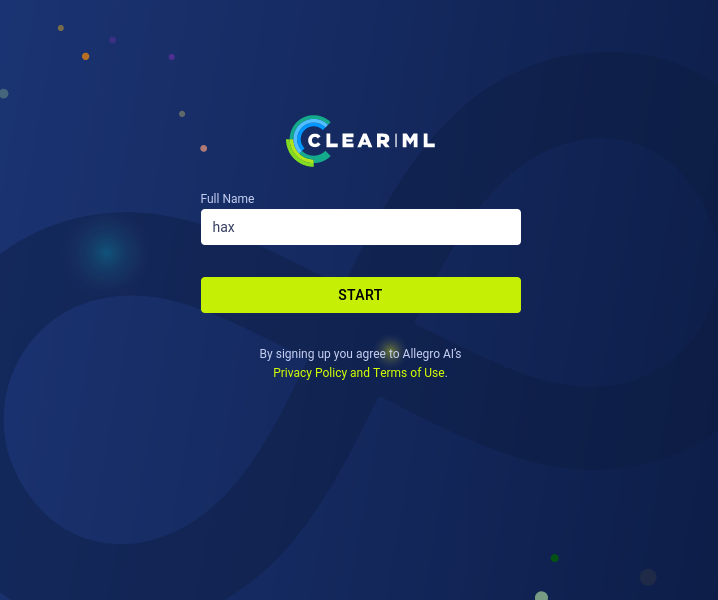 CLEAR|ML
Full Name
hax
START
By signing up you agree to Allegro AI's
Privacy Policy and Terms of Use.